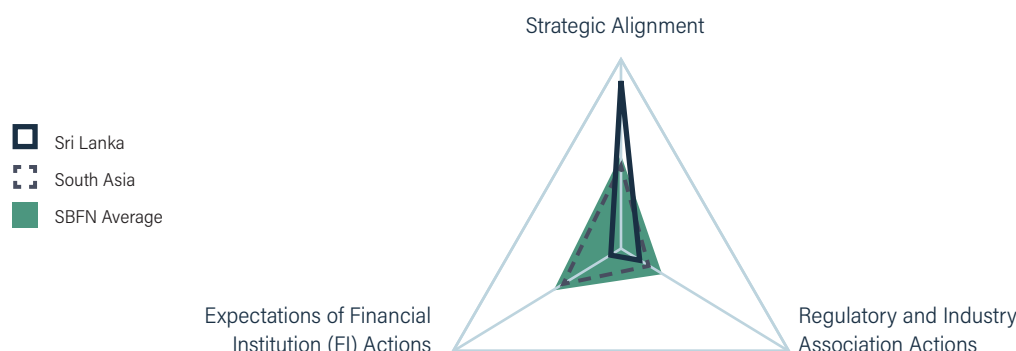 Strategic Alignment
Sri Lanka
South Asia
SBFN Average
Expectations of Financial
Institution (FI) Actions
Regulatory and Industry
Association Actions